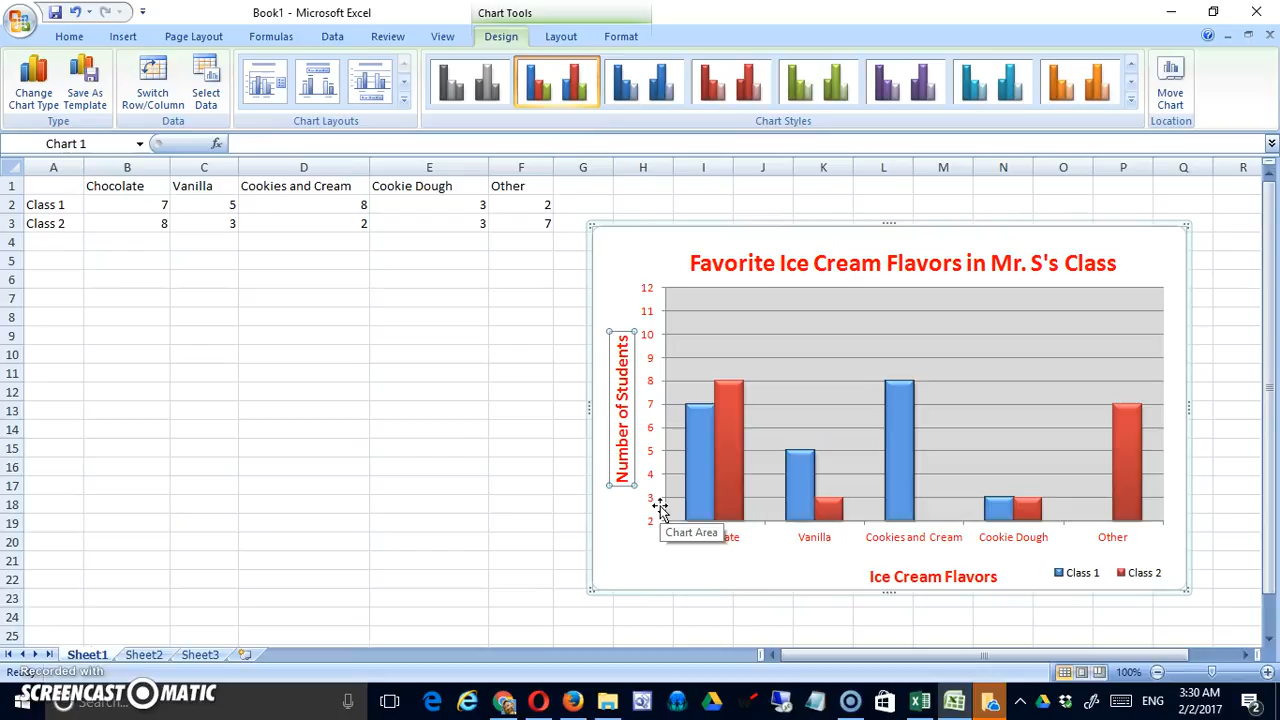 Book1 - Microsoft Excel
Chart Tools
Home Insert Page Layout Formulas Data Review View Design Layout Format
Change Chart Type
Save As Template
Switch Row/Column
Select Data
Move Chart
Type Data Chart Layouts Chart Styles Location
Chart 1
fx
A B C D E F G H I J K L M N O P Q R
1 Chocolate Vanilla Cookies and Cream Cookie Dough Other
2 Class 1 7 5 8 3 2
3 Class 2 8 3 2 3 7
4
5
6
7
8
9
10
11
12
13
14
15
16
17
18
19
20
21
22
23
24
25
Favorite Ice Cream Flavors in Mr. S's Class
Number of Students
12
11
10
9
8
7
6
5
4
3
2
Chart Area
ate Vanilla Cookies and Cream Cookie Dough Other
Ice Cream Flavors
Class 1 Class 2
Sheet1 Sheet2 Sheet3
Recorded with
SCREENCAST MATIC
100%
ENG
3:30 AM
2/2/2017
2